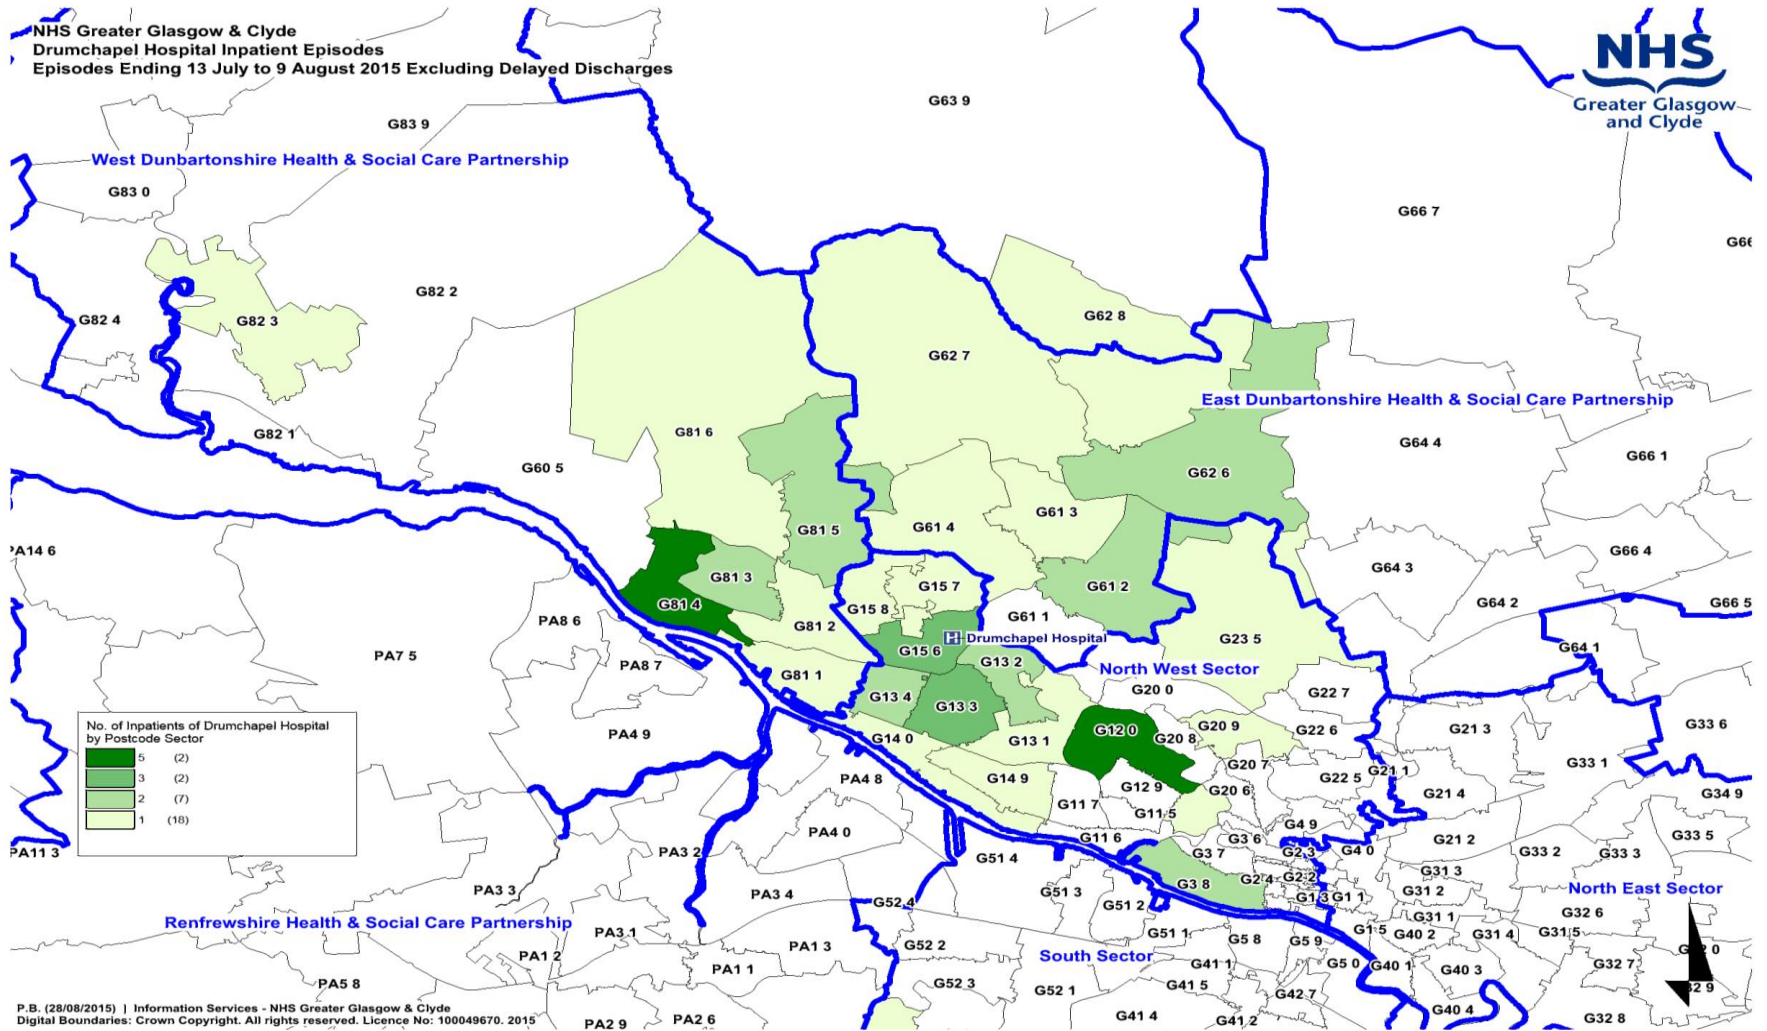 NHS Greater Glasgow & Clyde
Drumchapel Hospital Inpatient Episodes
Episodes Ending 13 July to 9 August 2015 Excluding Delayed Discharges
NHS
Greater Glasgow
and Clyde
G63 9
G83 9
West Dunbartonshire Health & Social Care Partnership
G83 0
G66 7
G82 2
G82 4
G82 3
G62 8
G62 7
East Dunbartonshire Health & Social Care Partnership
G82 1
G81 6
G64 4
G66 1
G60 5
G62 6
G61 3
G61 4
G81 5
PA14 6
G66 4
G64 3
G81 3
G15 7
G61 2
G81 4
G15 8
G61 1
G64 2
G66 5
PA8 6
G81 2
Drumchapel Hospital
G23 5
G64 1
PA7 5
G15 6
PA8 7
G13 2
North West Sector
G81 1
G20 0
G22 7
G13 4
G13 3
No. of Inpatients of Drumchapel Hospital
by Postcode Sector
5 (2)
3 (2)
2 (7)
1 (18)
PA4 9
G14 0
G13 1
G12 0
G20 8
G20 9
G22 6
G21 3
G33 6
G20 7
G33 1
PA4 8
G14 9
G12 9
G22 5
G21 1
G20 6
G21 4
G34 9
G11 7
G11 5
PA4 0
G11 6
G4 9
G3 6
G21 2
G33 5
PA11 3
PA3 2
G51 4
G3 7
G2 3
G4 0
G33 2
G33 3
PA3 3
PA3 4
G51 3
G3 8
G2 4
G2 2
G31 3
G31 2
North East Sector
G1 3
G1 1
G52 4
G51 2
Renfrewshire Health & Social Care Partnership
PA3 1
G51 1
G5 8
G5 9
G1 5
G40 2
G31 1
G31 4
G31 5
G32 6
PA1 2
PA1 3
G52 2
South Sector
G41 1
G5 0
G40 1
G40 3
G32 7
PA1 1
PA5 8
G52 3
G52 1
G41 5
G42 7
G40 4
G32 8
PA2 9
PA2 6
G41 4
G41 2
P.B. (28/08/2015) | Information Services - NHS Greater Glasgow & Clyde
Digital Boundaries: Crown Copyright. All rights reserved. Licence No: 100049670. 2015